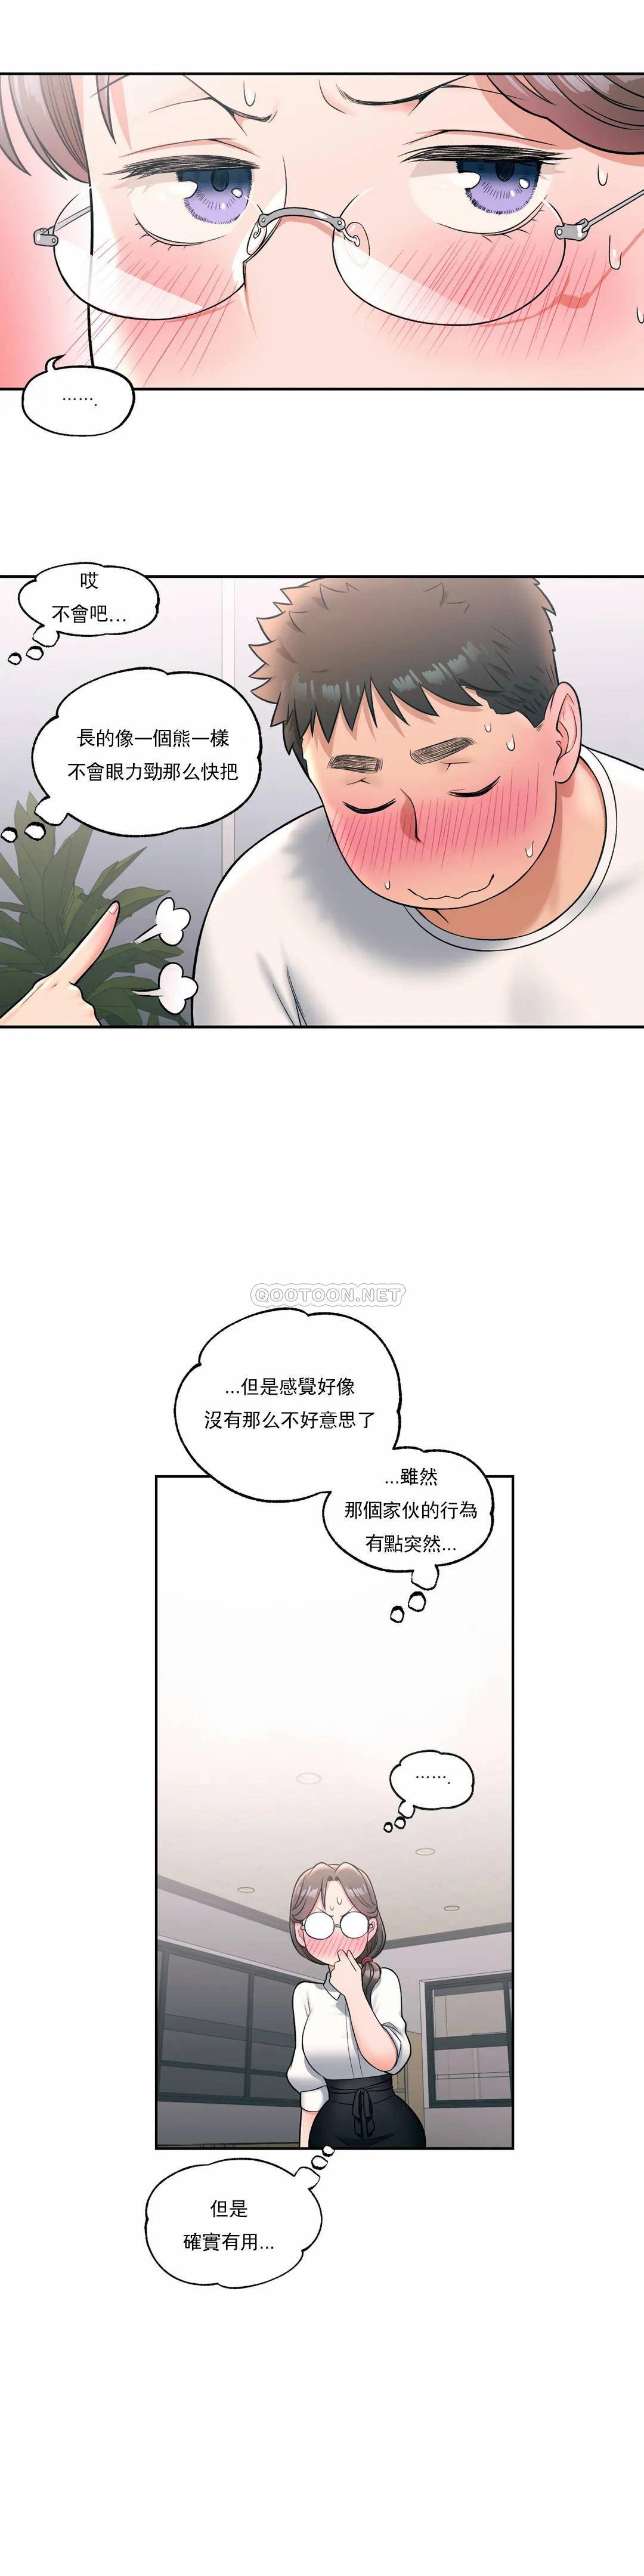 …….
哎
不會吧...
長的像一個熊一樣
不會眼力勁那么快把
QOOTOON.NET
...但是感覺好像
沒有那么不好意思了
...雖然
那個家伙的行為
有點突然...
…….
但是
確實有用...